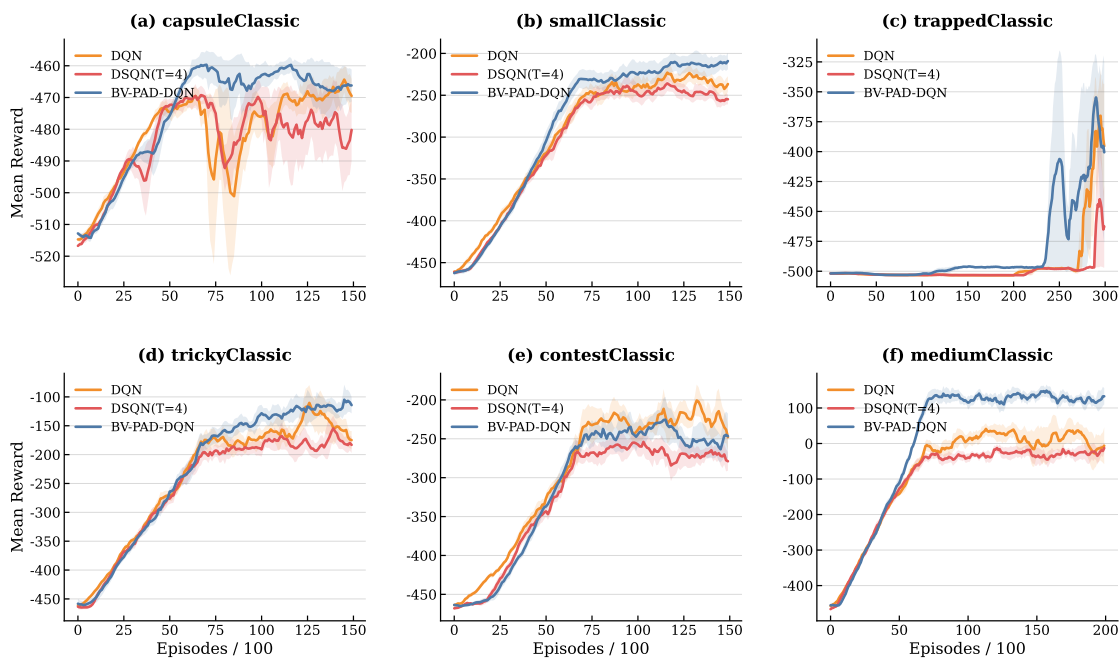 (a) capsuleClassic
DQN
DSQN(T=4)
BV-PAD-DQN
-460
-470
-480
-490
-500
-510
-520
Mean Reward
0 25 50 75 100 125 150
(b) smallClassic
DQN
DSQN(T=4)
BV-PAD-DQN
-200
-250
-300
-350
-400
-450
0 25 50 75 100 125 150
(c) trappedClassic
DQN
DSQN(T=4)
BV-PAD-DQN
-325
-350
-375
-400
-425
-450
-475
-500
0 50 100 150 200 250 300
(d) trickyClassic
DQN
DSQN(T=4)
BV-PAD-DQN
-100
-150
-200
-250
-300
-350
-400
-450
Mean Reward
0 25 50 75 100 125 150
Episodes / 100
(e) contestClassic
DQN
DSQN(T=4)
BV-PAD-DQN
-200
-250
-300
-350
-400
-450
0 25 50 75 100 125 150
Episodes / 100
(f) mediumClassic
DQN
DSQN(T=4)
BV-PAD-DQN
100
0
-100
-200
-300
-400
0 50 100 150 200
Episodes / 100